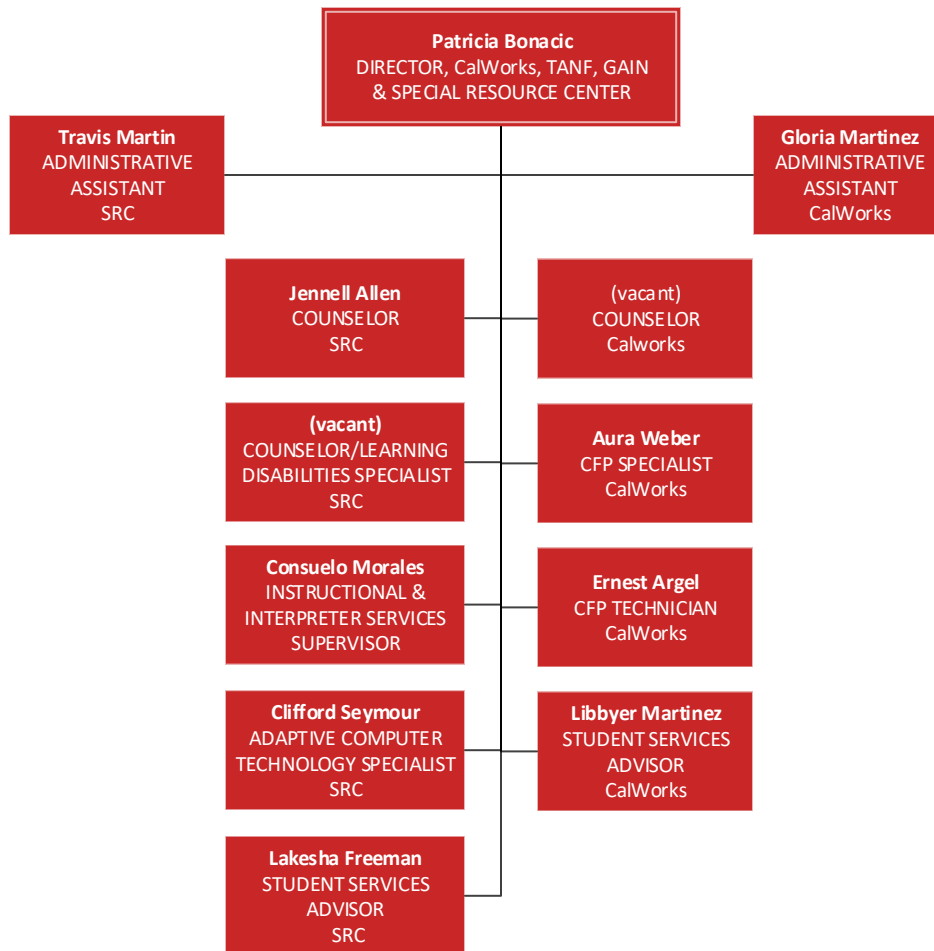 Patricia Bonacic
DIRECTOR, CalWorks, TANF, GAIN
& SPECIAL RESOURCE CENTER
Travis Martin
ADMINISTRATIVE
ASSISTANT
SRC
Gloria Martinez
ADMINISTRATIVE
ASSISTANT
CalWorks
Jennell Allen
COUNSELOR
SRC
(vacant)
COUNSELOR
Calworks
(vacant)
COUNSELOR/LEARNING
DISABILITIES SPECIALIST
SRC
Aura Weber
CFP SPECIALIST
CalWorks
Consuelo Morales
INSTRUCTIONAL &
INTERPRETER SERVICES
SUPERVISOR
Ernest Argel
CFP TECHNICIAN
CalWorks
Clifford Seymour
ADAPTIVE COMPUTER
TECHNOLOGY SPECIALIST
SRC
Libbyer Martinez
STUDENT SERVICES
ADVISOR
CalWorks
Lakesha Freeman
STUDENT SERVICES
ADVISOR
SRC